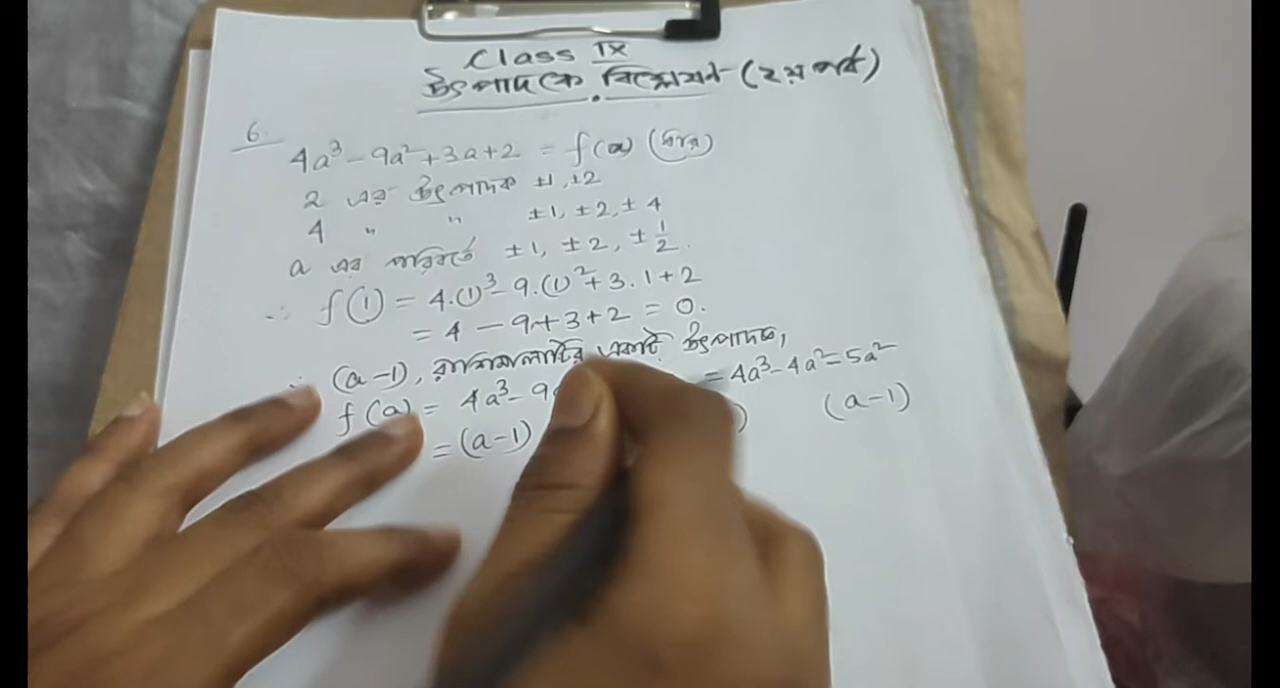 Class IX
উৎপাদকে বিশ্লেষণ (২য় পর্ব)
6.
4a³ - 9a² + 3a + 2 = f(a) (ধরি)
2 এর উৎপাদক ±1, ±2
4 " " ±1, ±2, ± 4
a এর পরিবর্তে ±1, ±2, ± 1/2.
∴ f(1) = 4.(1)³ - 9.(1)² + 3.1 + 2
= 4 - 9 + 3 + 2 = 0.
∴ (a-1), রাশিমালাটির একটি উৎপাদক,
f(a) = 4a³ - 9 = 4a³ - 4a² = 5a²
= (a-1) ) (a-1)